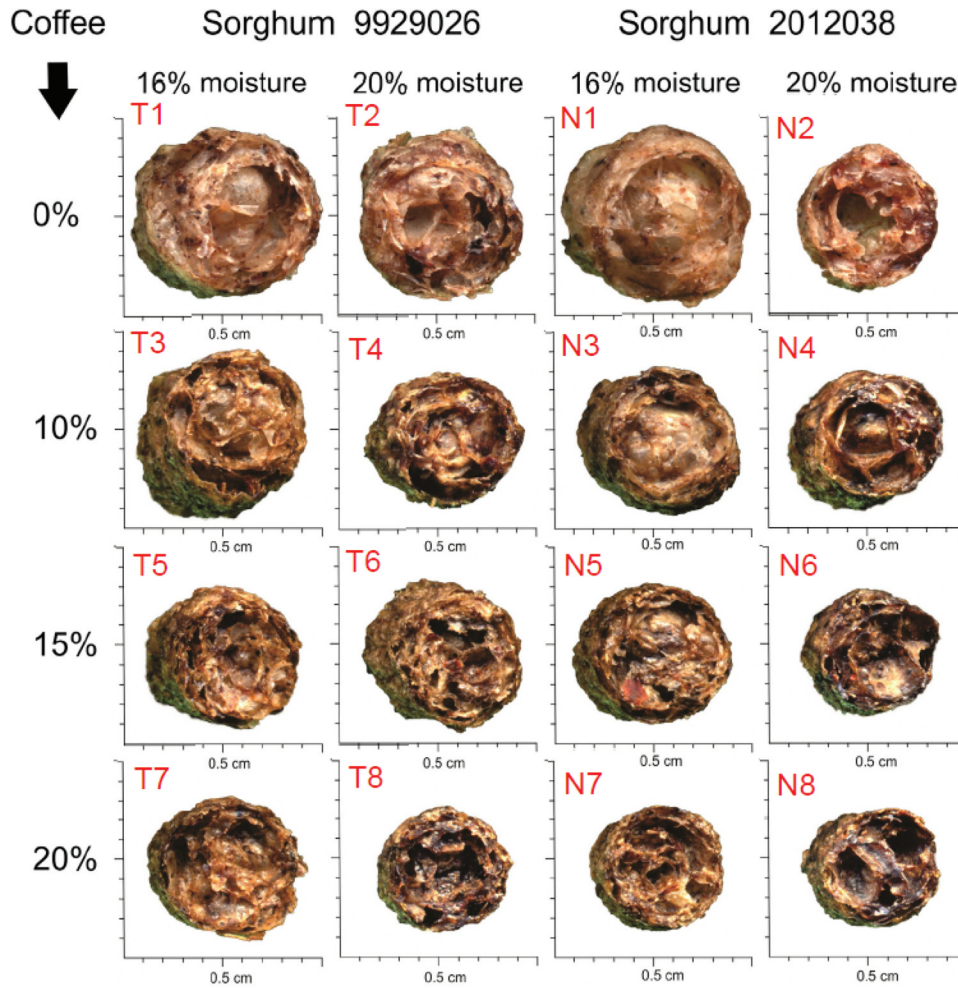 Coffee Sorghum 9929026 Sorghum 2012038
16% moisture 20% moisture 16% moisture 20% moisture
T1 T2 N1 N2
0%
0.5 cm 0.5 cm 0.5 cm 0.5 cm
T3 T4 N3 N4
10%
0.5 cm 0.5 cm 0.5 cm 0.5 cm
T5 T6 N5 N6
15%
0.5 cm 0.5 cm 0.5 cm 0.5 cm
T7 T8 N7 N8
20%
0.5 cm 0.5 cm 0.5 cm 0.5 cm